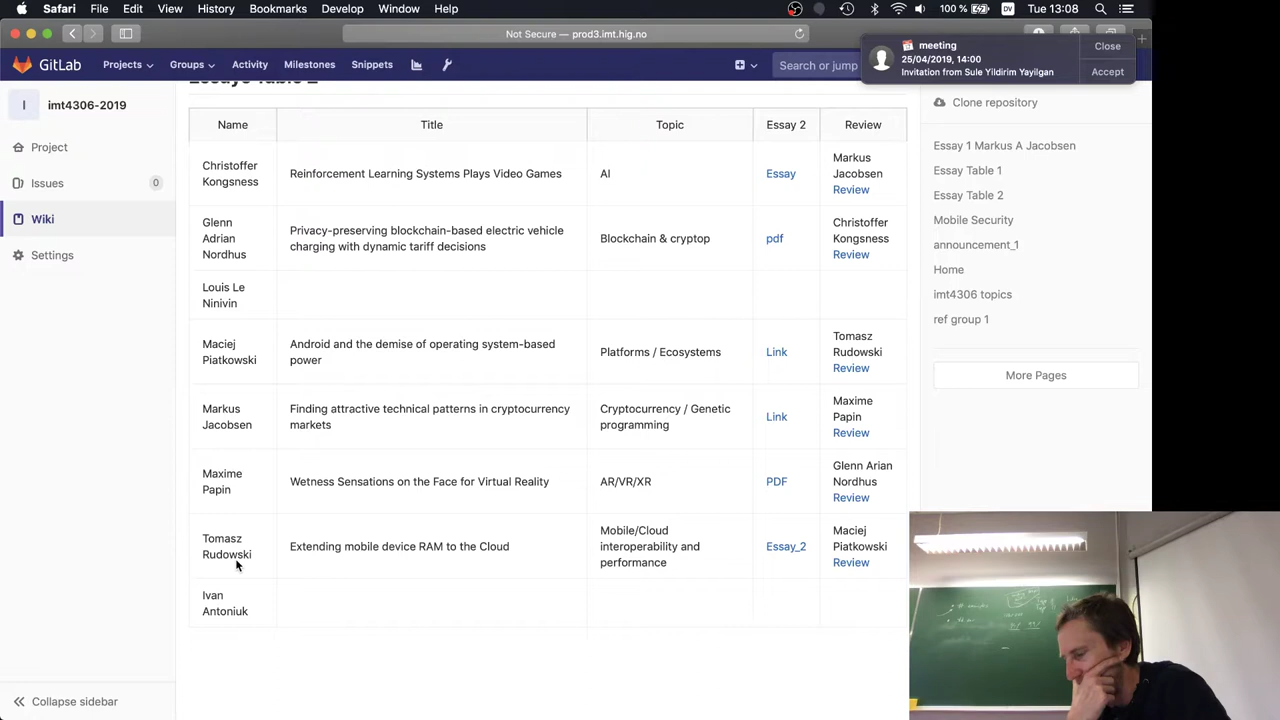 Safari File Edit View History Bookmarks Develop Window Help 100 % DV Tue 13:08
Not Secure — prod3.imt.hig.no
meeting
25/04/2019, 14:00
Invitation from Sule Yildirim Yayilgan
Close
Accept
GitLab Projects Groups Activity Milestones Snippets Search or jump
I imt4306-2019
Project
Issues 0
Wiki
Settings
Collapse sidebar
Essays Table 2
Name Title Topic Essay 2 Review
Christoffer
Kongsness
Reinforcement Learning Systems Plays Video Games
AI
Essay
Markus
Jacobsen
Review
Glenn
Adrian
Nordhus
Privacy-preserving blockchain-based electric vehicle
charging with dynamic tariff decisions
Blockchain & cryptop
pdf
Christoffer
Kongsness
Review
Louis Le
Ninivin
Maciej
Piatkowski
Android and the demise of operating system-based
power
Platforms / Ecosystems
Link
Tomasz
Rudowski
Review
Markus
Jacobsen
Finding attractive technical patterns in cryptocurrency
markets
Cryptocurrency / Genetic
programming
Link
Maxime
Papin
Review
Maxime
Papin
Wetness Sensations on the Face for Virtual Reality
AR/VR/XR
PDF
Glenn Arian
Nordhus
Review
Tomasz
Rudowski
Extending mobile device RAM to the Cloud
Mobile/Cloud
interoperability and
performance
Essay_2
Maciej
Piatkowski
Review
Ivan
Antoniuk
Clone repository
Essay 1 Markus A Jacobsen
Essay Table 1
Essay Table 2
Mobile Security
announcement_1
Home
imt4306 topics
ref group 1
More Pages